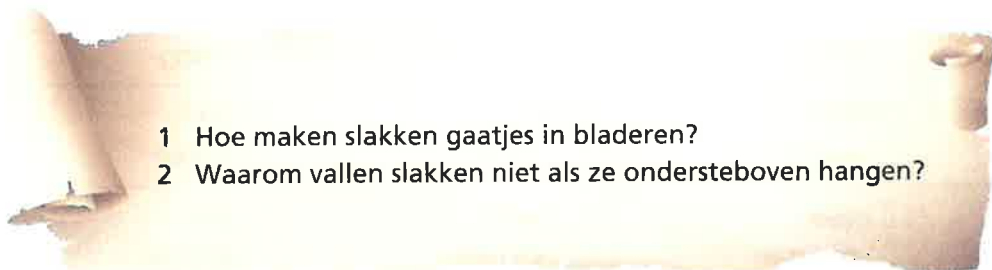 1 Hoe maken slakken gaatjes in bladeren?
2 Waarom vallen slakken niet als ze ondersteboven hangen?